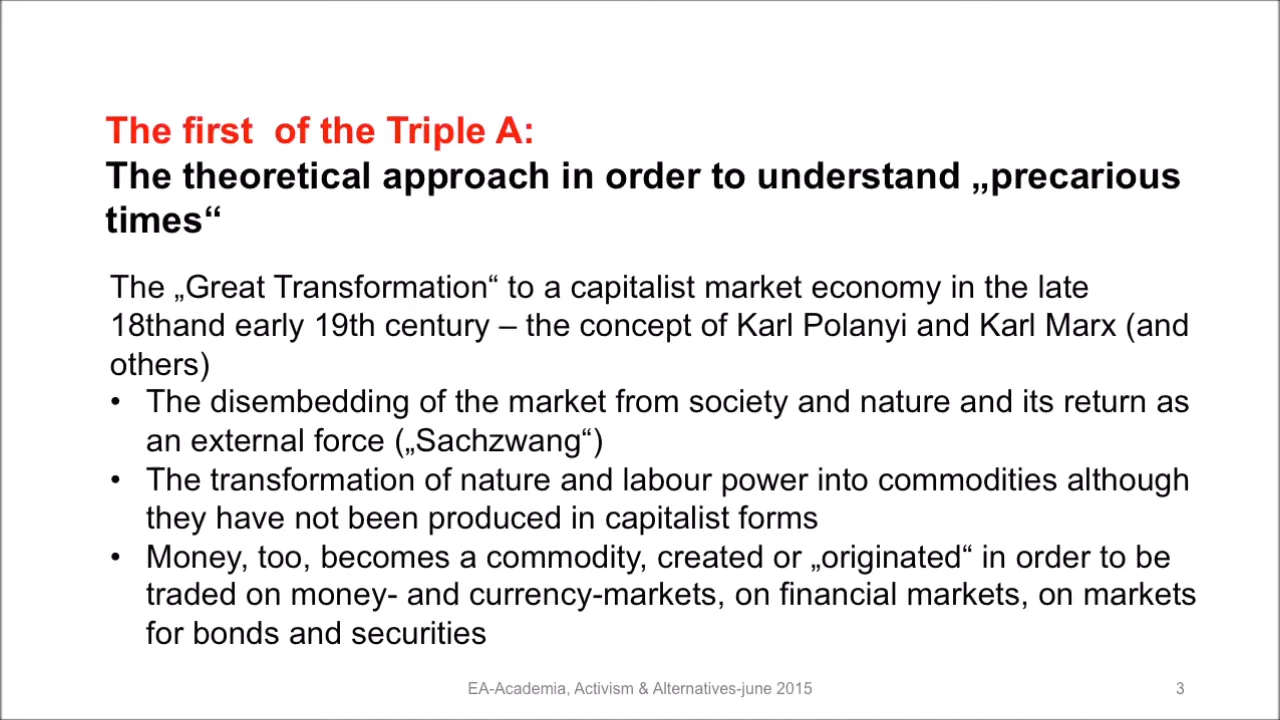 The first  of the Triple A:
The theoretical approach in order to understand „precarious
times“
The „Great Transformation“ to a capitalist market economy in the late
18thand early 19th century – the concept of Karl Polanyi and Karl Marx (and
others)
• The disembedding of the market from society and nature and its return as
an external force („Sachzwang“)
• The transformation of nature and labour power into commodities although
they have not been produced in capitalist forms
• Money, too, becomes a commodity, created or „originated“ in order to be
traded on money- and currency-markets, on financial markets, on markets
for bonds and securities
EA-Academia, Activism & Alternatives-june 2015
3